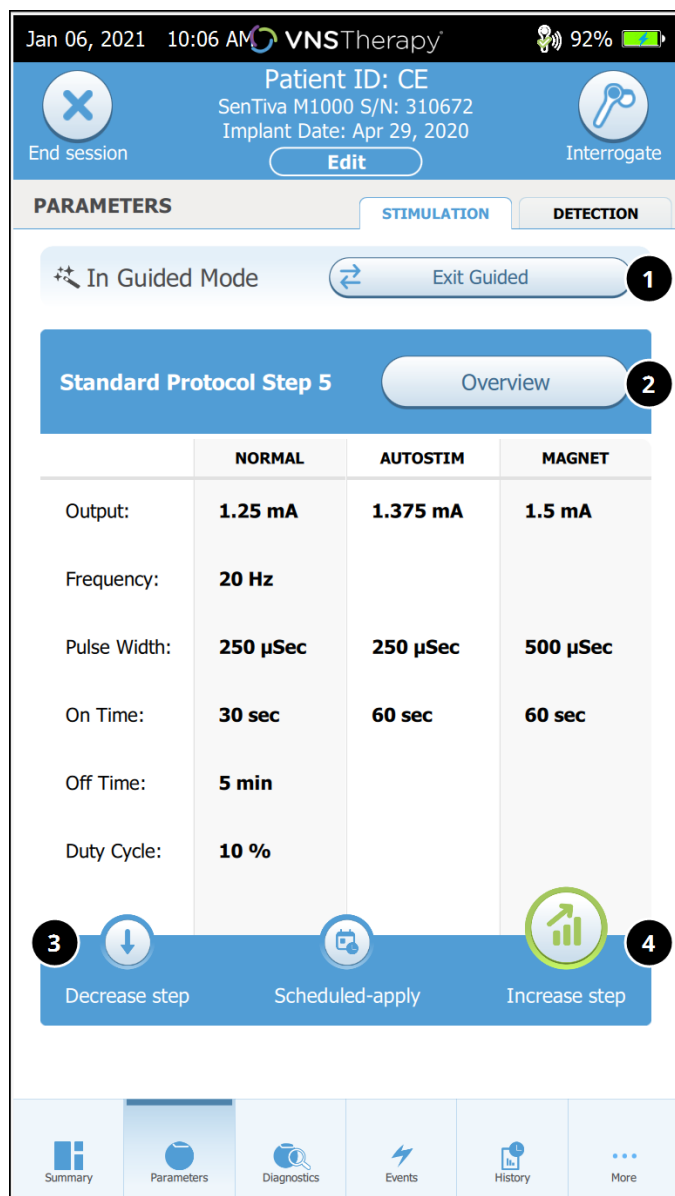 Jan 06, 2021 10:06 AM VNSTherapy 92%
Patient ID: CE
SenTiva M1000 S/N: 310672
Implant Date: Apr 29, 2020
End session Edit Interrogate
PARAMETERS STIMULATION DETECTION
In Guided Mode Exit Guided 1
Standard Protocol Step 5 Overview 2
NORMAL AUTOSTIM MAGNET
Output: 1.25 mA 1.375 mA 1.5 mA
Frequency: 20 Hz
Pulse Width: 250 µSec 250 µSec 500 µSec
On Time: 30 sec 60 sec 60 sec
Off Time: 5 min
Duty Cycle: 10 %
3 4
Decrease step Scheduled-apply Increase step
Summary Parameters Diagnostics Events History More